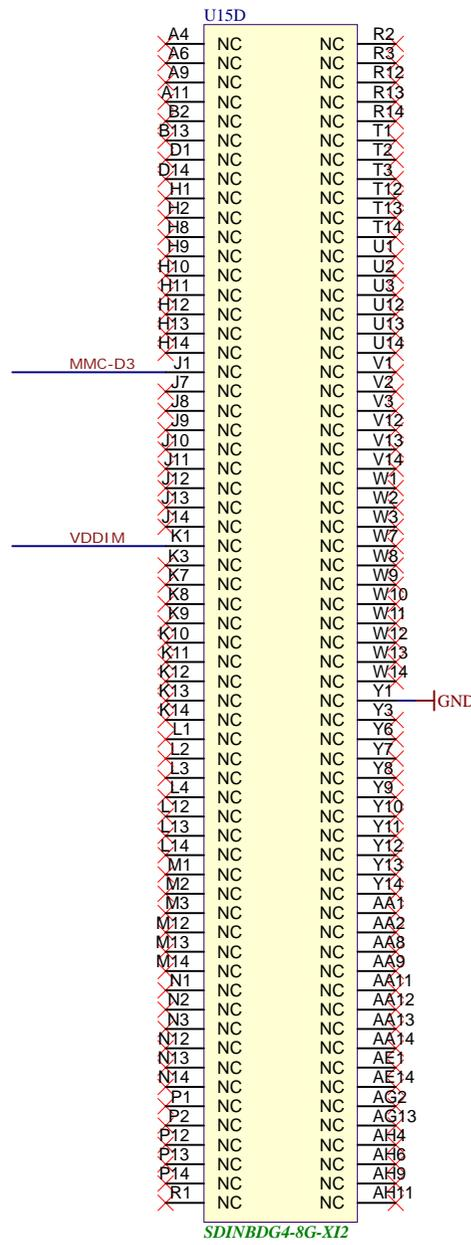 U15D
A4 NC NC R2
A6 NC NC R3
A9 NC NC R12
A11 NC NC R13
B2 NC NC R14
B13 NC NC T1
D1 NC NC T2
D14 NC NC T3
H1 NC NC T12
H2 NC NC T13
H8 NC NC T14
H9 NC NC U1
H10 NC NC U2
H11 NC NC U3
H12 NC NC U12
H13 NC NC U13
H14 NC NC U14
MMC-D3 J1 NC NC V1
J7 NC NC V2
J8 NC NC V3
J9 NC NC V12
J10 NC NC V13
J11 NC NC V14
J12 NC NC W1
J13 NC NC W2
J14 NC NC W3
VDDIM K1 NC NC W7
K3 NC NC W8
K7 NC NC W9
K8 NC NC W10
K9 NC NC W11
K10 NC NC W12
K11 NC NC W13
K12 NC NC W14
K13 NC NC Y1 GND
K14 NC NC Y3
L1 NC NC Y6
L2 NC NC Y7
L3 NC NC Y8
L4 NC NC Y9
L12 NC NC Y10
L13 NC NC Y11
L14 NC NC Y12
M1 NC NC Y13
M2 NC NC Y14
M3 NC NC AA1
M12 NC NC AA2
M13 NC NC AA8
M14 NC NC AA9
N1 NC NC AA11
N2 NC NC AA12
N3 NC NC AA13
N12 NC NC AA14
N13 NC NC AE1
N14 NC NC AE14
P1 NC NC AG2
P2 NC NC AG13
P12 NC NC AH4
P13 NC NC AH6
P14 NC NC AH9
R1 NC NC AH11
SDINBDG4-8G-XI2